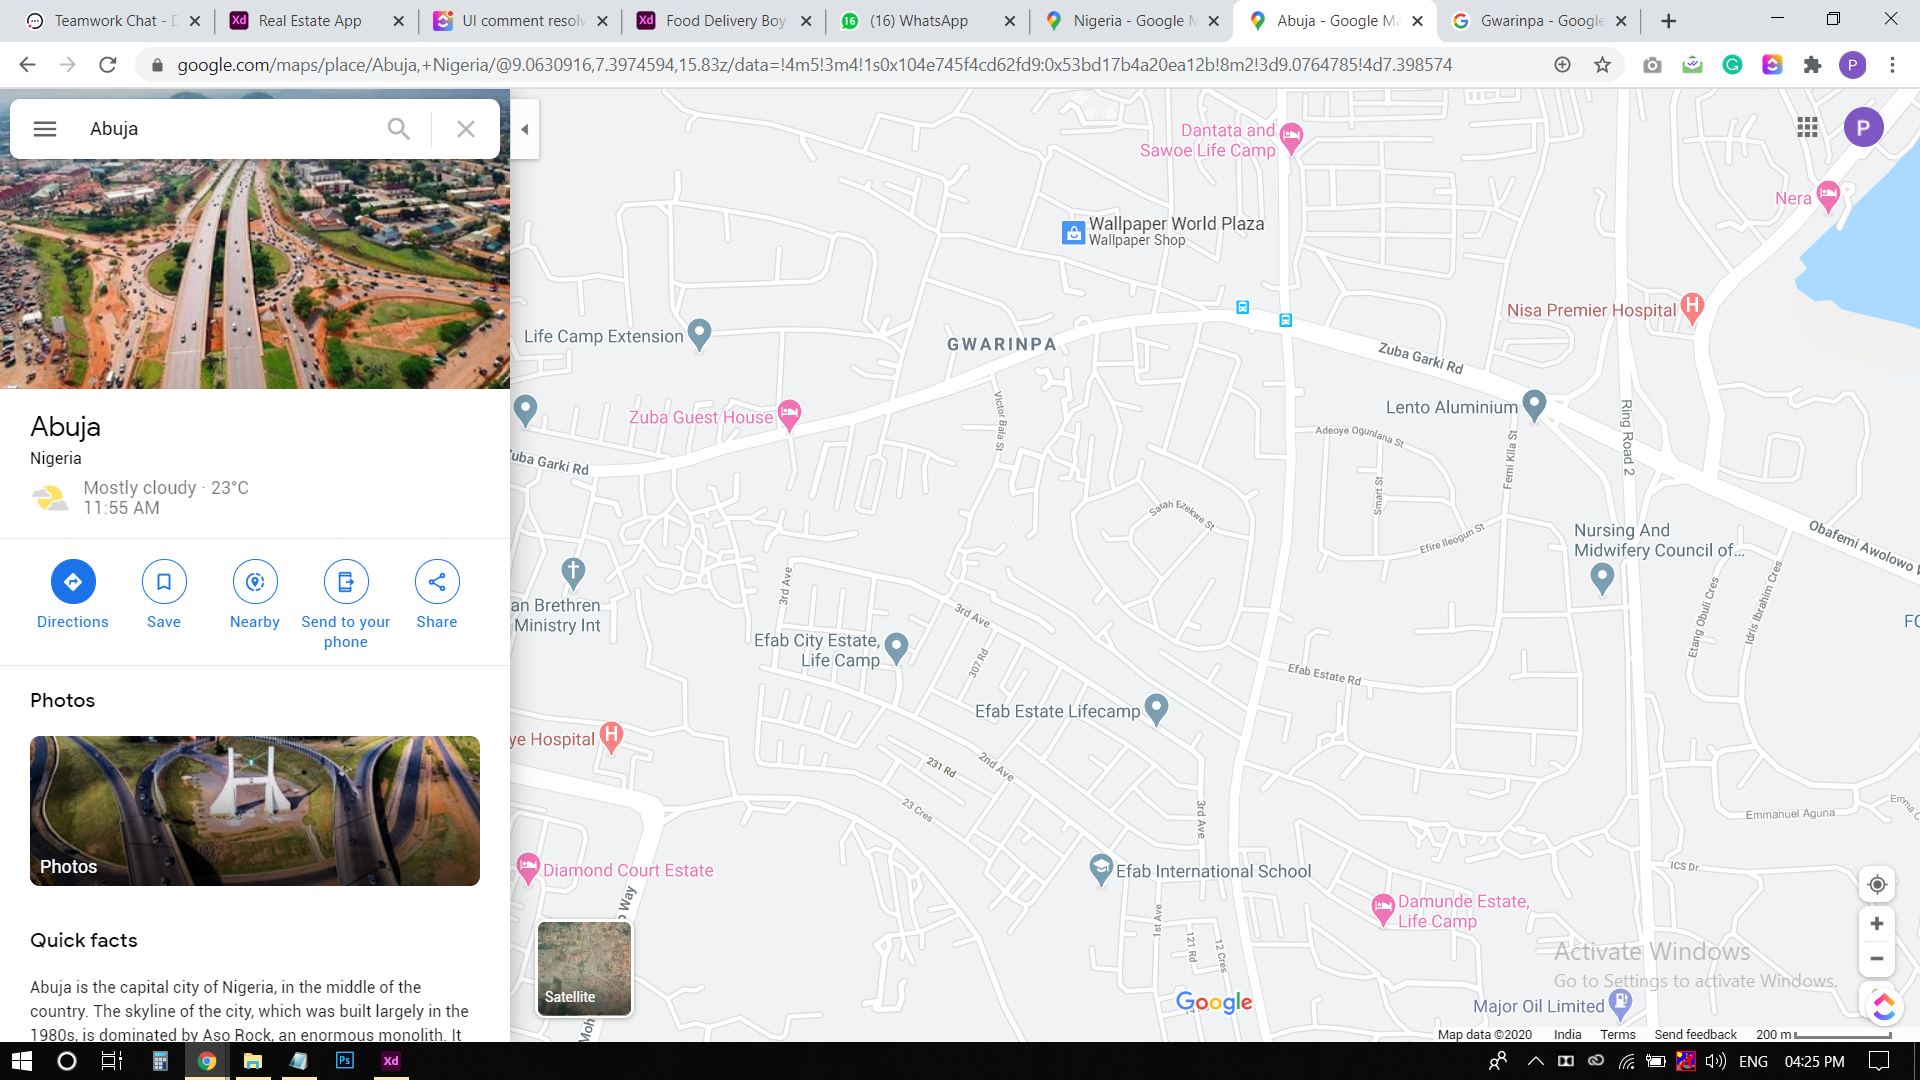 Teamwork Chat - D
Real Estate App
UI comment resolv
Food Delivery Boy
16
(16) WhatsApp
Nigeria - Google M
Abuja - Google Ma
Gwarinpa - Google
google.com/maps/place/Abuja,+Nigeria/@9.0630916,7.3974594,15.83z/data=!4m5!3m4!1s0x104e745f4cd62fd9:0x53bd17b4a20ea12b!8m2!3d9.0764785!4d7.398574
P
Abuja
Abuja
Nigeria
Mostly cloudy · 23°C
11:55 AM
Directions
Save
Nearby
Send to your
phone
Share
Photos
Photos
Quick facts
Abuja is the capital city of Nigeria, in the middle of the
country. The skyline of the city, which was built largely in the
1980s, is dominated by Aso Rock, an enormous monolith. It
P
Dantata and
Sawoe Life Camp
Nera
Wallpaper World Plaza
Wallpaper Shop
Nisa Premier Hospital
H
Life Camp Extension
GWARINPA
Zuba Garki Rd
Zuba Guest House
Victor Bala St
Lento Aluminium
Adeoye Ogunlana St
Ring Road 2
Femi Kila St
Zuba Garki Rd
Smart St
Sarah Ezekwe St
Efire Ileogun St
Nursing And
Midwifery Council of...
Obafemi Awolowo W
an Brethren
Ministry Int
3rd Ave
3rd Ave
Etang Obuli Cres
Idris Ibrahim Cres
FC
Efab City Estate,
Life Camp
307 Rd
Efab Estate Rd
Efab Estate Lifecamp
ye Hospital
H
231 Rd
2nd Ave
23 Cres
3rd Ave
Emmanuel Aguna
Emma
ICS Dr
Diamond Court Estate
Efab International School
Damunde Estate,
Life Camp
1st Ave
121 Rd
12 Cres
Moh
o Way
Satellite
Google
Activate Windows
Go to Settings to activate Windows.
Major Oil Limited
Map data ©2020
India
Terms
Send feedback
200 m
Ps
Xd
ENG
04:25 PM